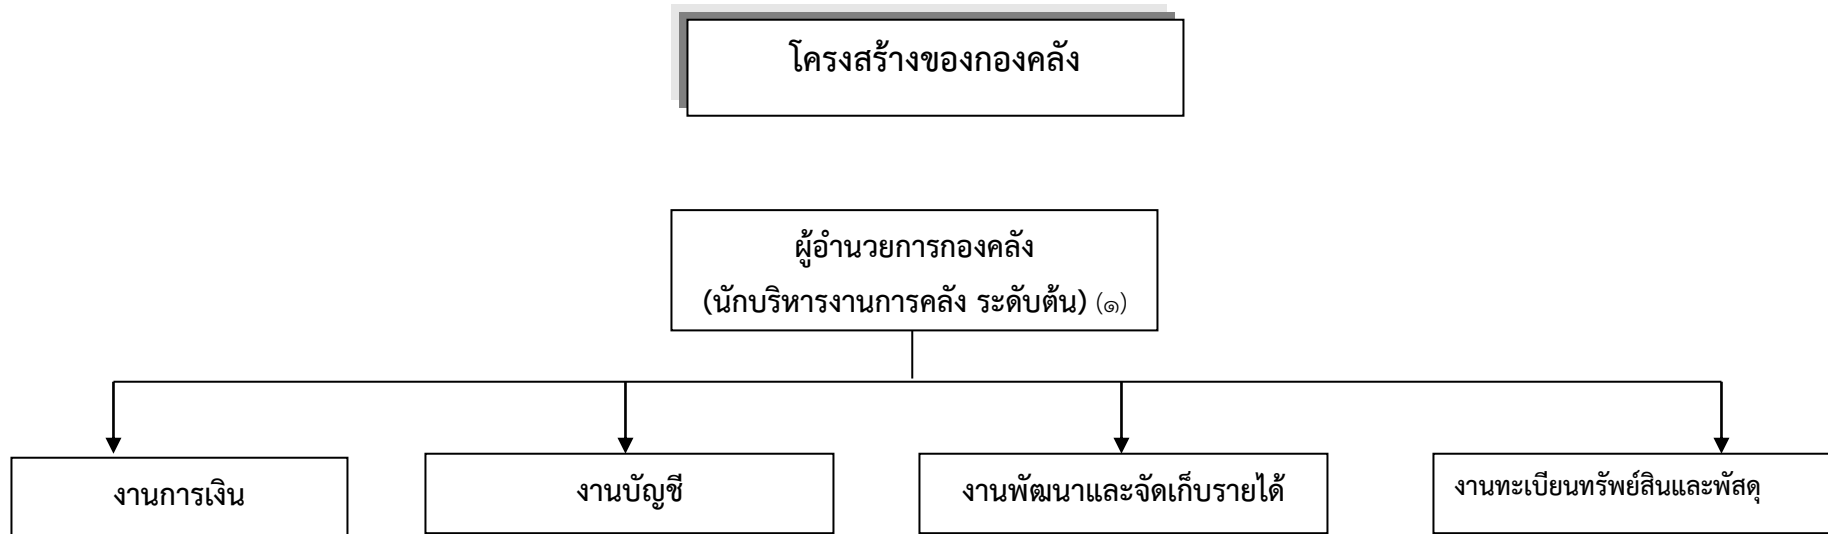 โครงสร้างของกองคลัง
ผู้อำนวยการกองคลัง
(นักบริหารงานการคลัง ระดับต้น) (๑)
งานการเงิน
งานบัญชี
งานพัฒนาและจัดเก็บรายได้
งานทะเบียนทรัพย์สินและพัสดุ